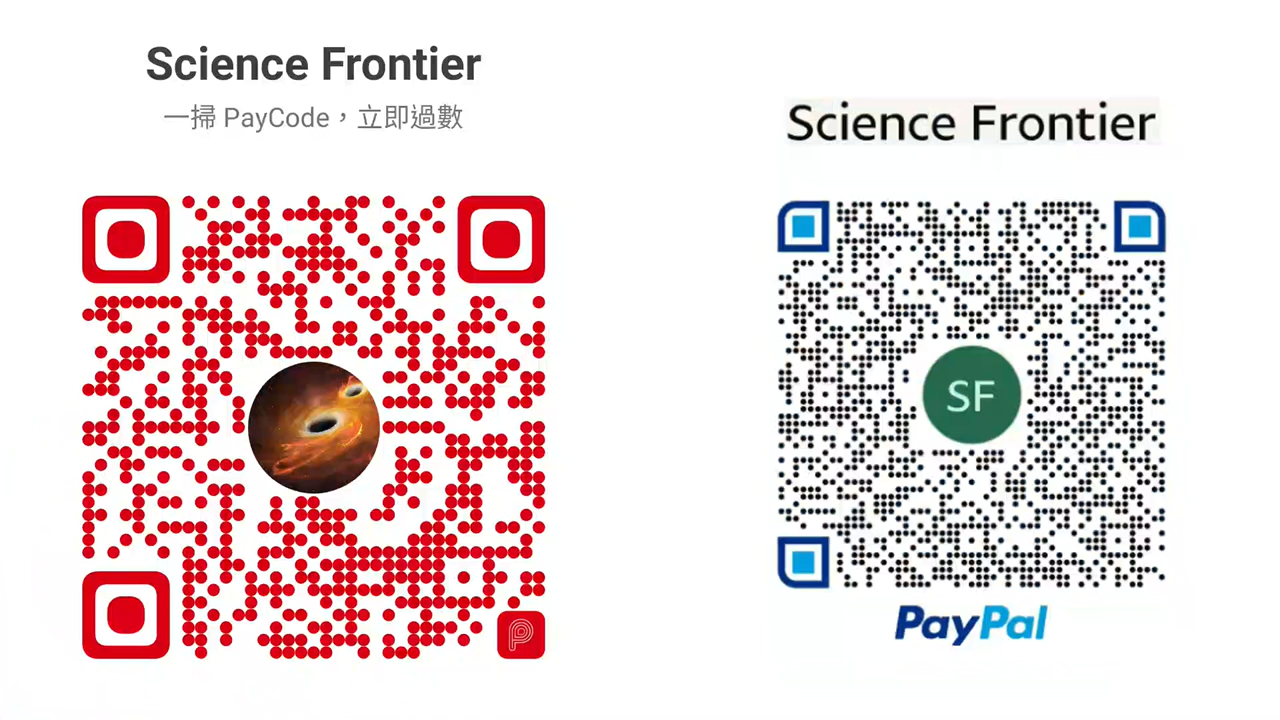 Science Frontier
一掃 PayCode，立即過數
Science Frontier
SF
P
PayPal